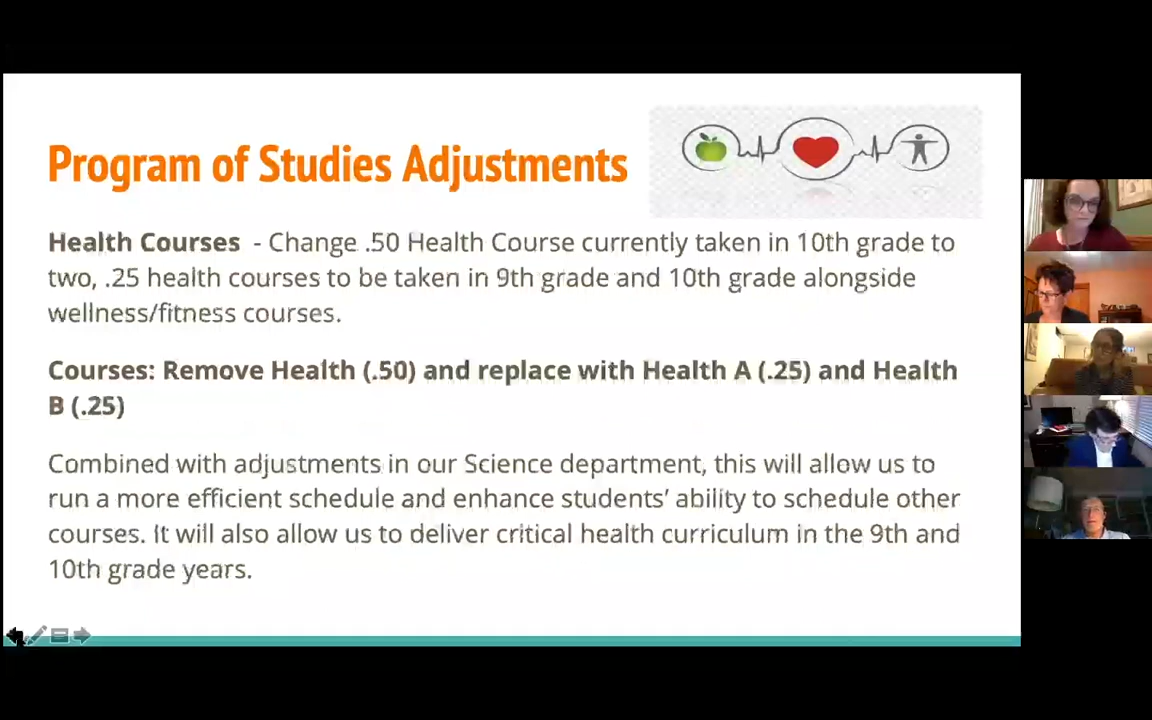 Program of Studies Adjustments
Health Courses - Change .50 Health Course currently taken in 10th grade to
two, .25 health courses to be taken in 9th grade and 10th grade alongside
wellness/fitness courses.
Courses: Remove Health (.50) and replace with Health A (.25) and Health
B (.25)
Combined with adjustments in our Science department, this will allow us to
run a more efficient schedule and enhance students’ ability to schedule other
courses. It will also allow us to deliver critical health curriculum in the 9th and
10th grade years.